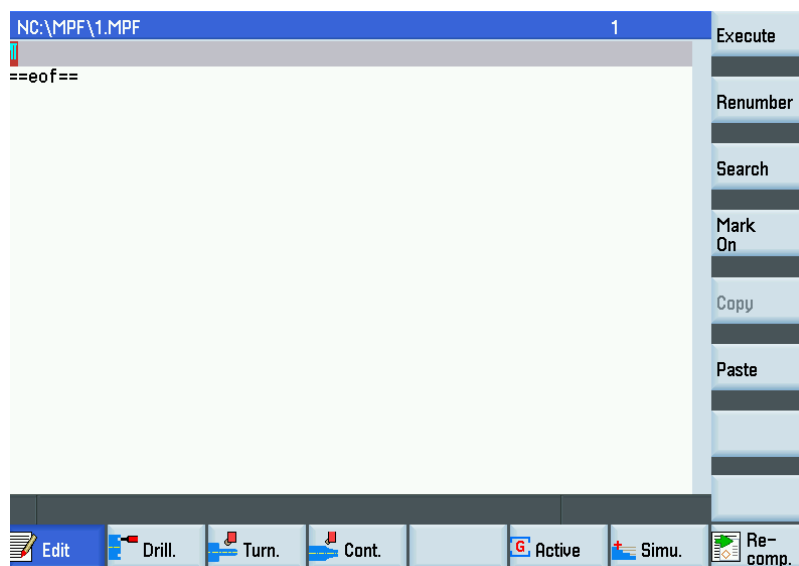 NC:\MPF\1.MPF 1
==eof==
Execute
Renumber
Search
Mark
On
Copy
Paste
Edit
Drill.
Turn.
Cont.
G Active
Simu.
Re-
comp.